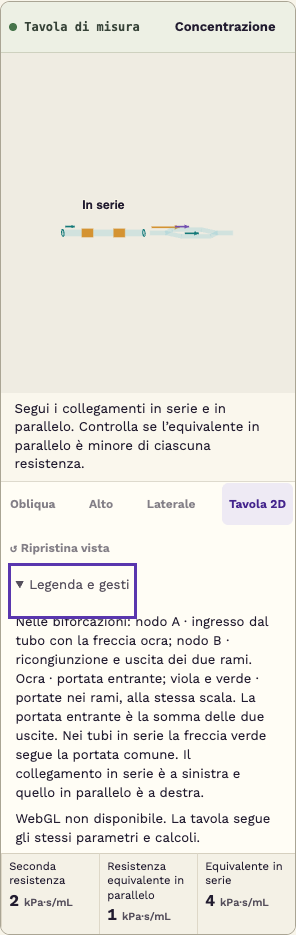 Tavola di misura
Concentrazione
In serie
Segui i collegamenti in serie e in
parallelo. Controlla se l’equivalente in
parallelo è minore di ciascuna
resistenza.
Obliqua
Alto
Laterale
Tavola 2D
↺ Ripristina vista
▼ Legenda e gesti
Nelle biforcazioni: nodo A · ingresso dal
tubo con la freccia ocra; nodo B ·
ricongiunzione e uscita dei due rami.
Ocra · portata entrante; viola e verde ·
portate nei rami, alla stessa scala. La
portata entrante è la somma delle due
uscite. Nei tubi in serie la freccia verde
segue la portata comune. Il
collegamento in serie è a sinistra e
quello in parallelo è a destra.
WebGL non disponibile. La tavola segue
gli stessi parametri e calcoli.
Seconda
resistenza
2 kPa·s/mL
Resistenza
equivalente in
parallelo
1 kPa·s/mL
Equivalente in
serie
4 kPa·s/mL